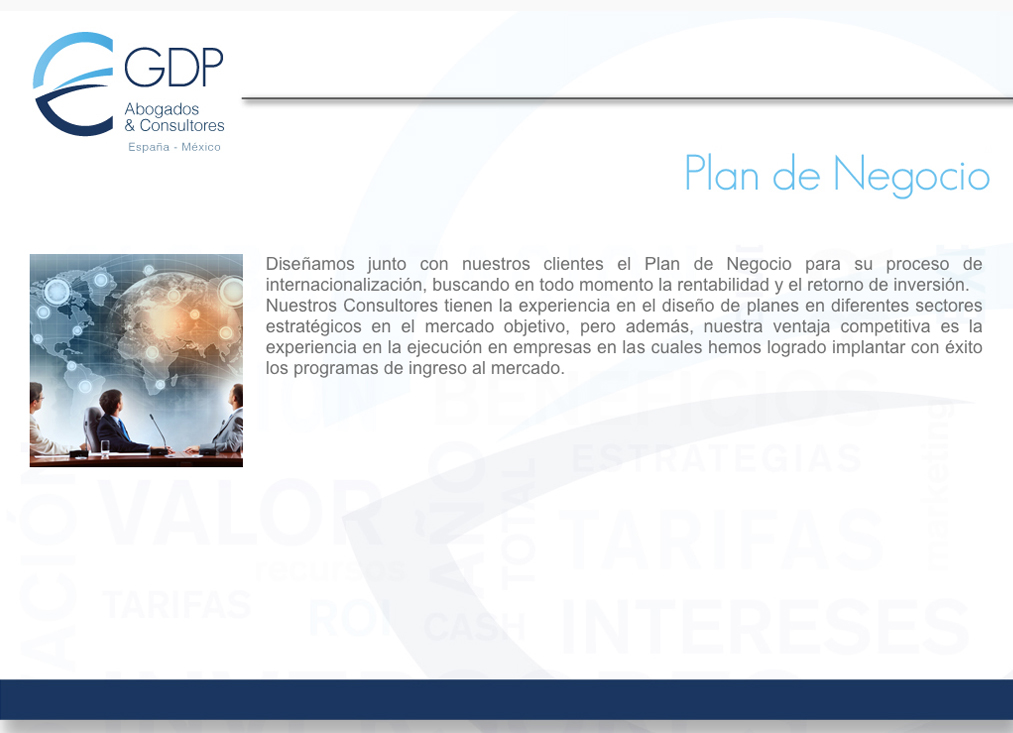 GDP
Abogados
& Consultores
España - México
Plan de Negocio
Diseñamos junto con nuestros clientes el Plan de Negocio para su proceso de
internacionalización, buscando en todo momento la rentabilidad y el retorno de inversión.
Nuestros Consultores tienen la experiencia en el diseño de planes en diferentes sectores
estratégicos en el mercado objetivo, pero además, nuestra ventaja competitiva es la
experiencia en la ejecución en empresas en las cuales hemos logrado implantar con éxito
los programas de ingreso al mercado.
BENEFICIOS
ESTRATEGIAS
marketing
VALOR
AÑO
TOTAL
TARIFAS
recursos
TARIFAS
ROI
CASH
INTERESES